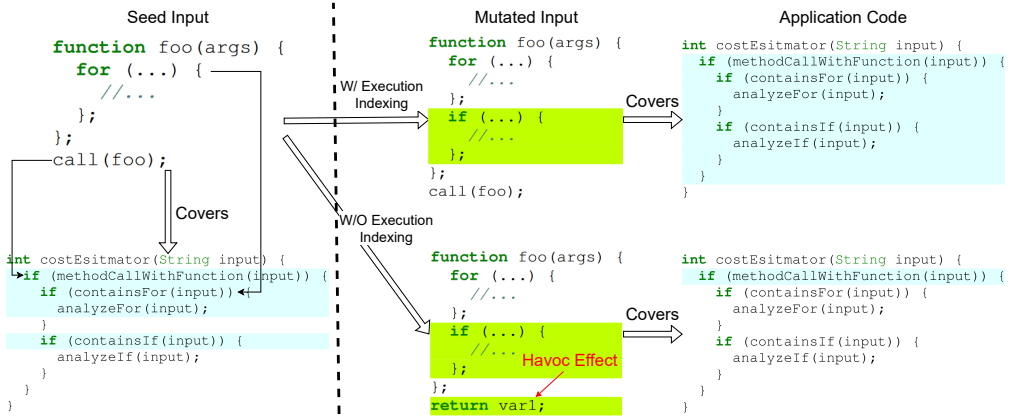 Seed Input
function foo(args) {
for (...) {
//...
};
};
call(foo);
Covers
int costEsitmator(String input) {
if (methodCallWithFunction(input)) {
if (containsFor(input)) {
analyzeFor(input);
}
if (containsIf(input)) {
analyzeIf(input);
}
}
}
W/ Execution
Indexing
W/O Execution
Indexing
Mutated Input
function foo(args) {
for (...) {
//...
};
if (...) {
//...
};
};
call(foo);
Covers
Application Code
int costEsitmator(String input) {
if (methodCallWithFunction(input)) {
if (containsFor(input)) {
analyzeFor(input);
}
if (containsIf(input)) {
analyzeIf(input);
}
}
}
function foo(args) {
for (...) {
//...
};
if (...) {
//...
};
};
return var1;
Havoc Effect
Covers
int costEsitmator(String input) {
if (methodCallWithFunction(input)) {
if (containsFor(input)) {
analyzeFor(input);
}
if (containsIf(input)) {
analyzeIf(input);
}
}
}